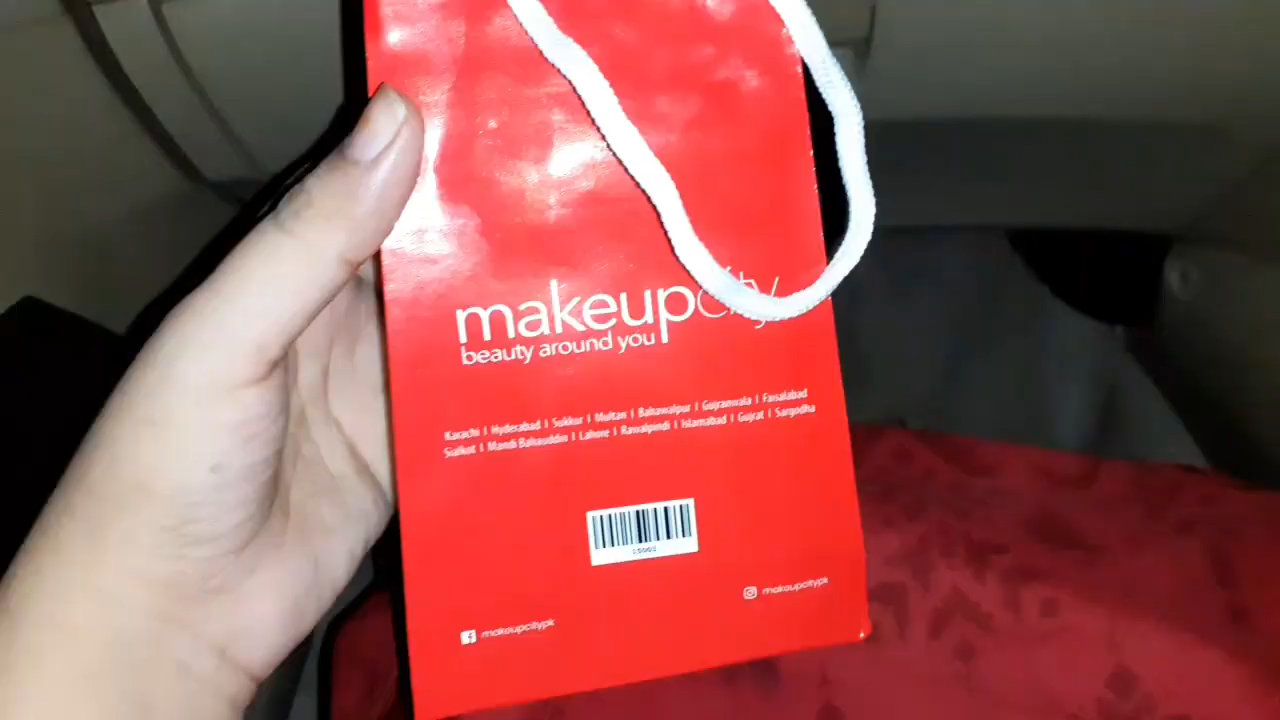 makeupcity
beauty around you
Karachi | Hyderabad | Sukkur | Multan | Bahawalpur | Gujranwala | Faisalabad
Sialkot | Mandi Bahauddin | Lahore | Rawalpindi | Islamabad | Gujrat | Sargodha
15002
makeupcitypk
makeupcitypk